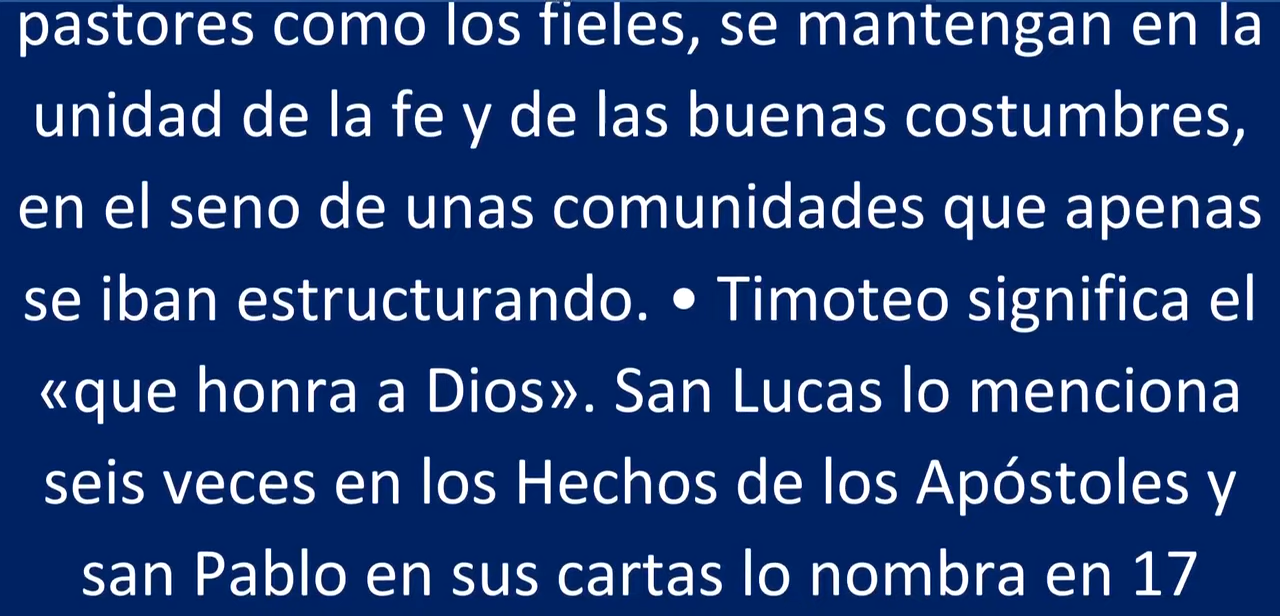 pastores como los fieles, se mantengan en la
unidad de la fe y de las buenas costumbres,
en el seno de unas comunidades que apenas
se iban estructurando. • Timoteo significa el
«que honra a Dios». San Lucas lo menciona
seis veces en los Hechos de los Apóstoles y
san Pablo en sus cartas lo nombra en 17